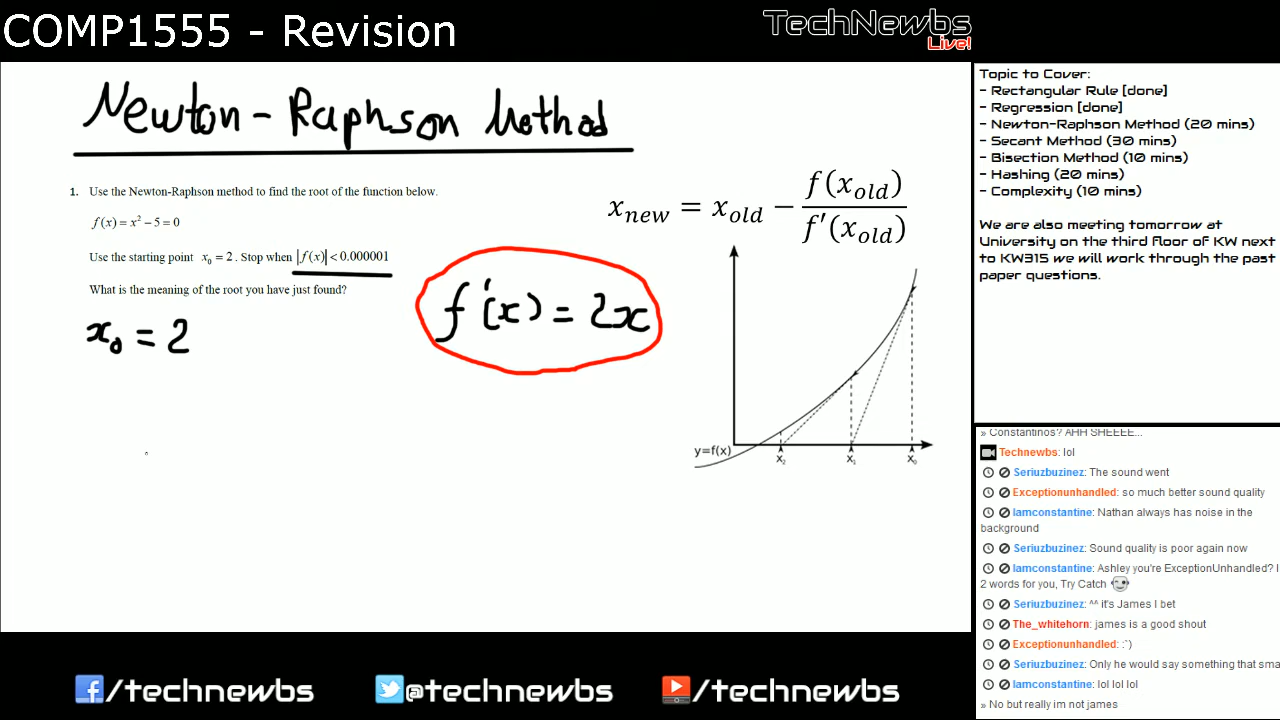 COMP1555 - Revision
TechNewbs
Live!
Newton-Raphson Method
1. Use the Newton-Raphson method to find the root of the function below.
f(x) = x² − 5 = 0
Use the starting point x₀ = 2. Stop when |f(x)| < 0.000001
What is the meaning of the root you have just found?
x₀ = 2
f'(x) = 2x
x_new = x_old − f(x_old) / f'(x_old)
y=f(x)
x₂ x₁ x₀
Topic to Cover:
- Rectangular Rule [done]
- Regression [done]
- Newton-Raphson Method (20 mins)
- Secant Method (30 mins)
- Bisection Method (10 mins)
- Hashing (20 mins)
- Complexity (10 mins)
We are also meeting tomorrow at
University on the third floor of KW next
to KW315 we will work through the past
paper questions.
» Constantinos? AHH SHEEEE...
Technewbs: lol
Seriuzbuzinez: The sound went
Exceptionunhandled: so much better sound quality
Iamconstantine: Nathan always has noise in the
background
Seriuzbuzinez: Sound quality is poor again now
Iamconstantine: Ashley you're ExceptionUnhandled? I
2 words for you, Try Catch
Seriuzbuzinez: ^^ it's James I bet
The_whitehorn: james is a good shout
Exceptionunhandled: :')
Seriuzbuzinez: Only he would say something that sma
Iamconstantine: lol lol lol
» No but really im not james
/technewbs
@technewbs
/technewbs